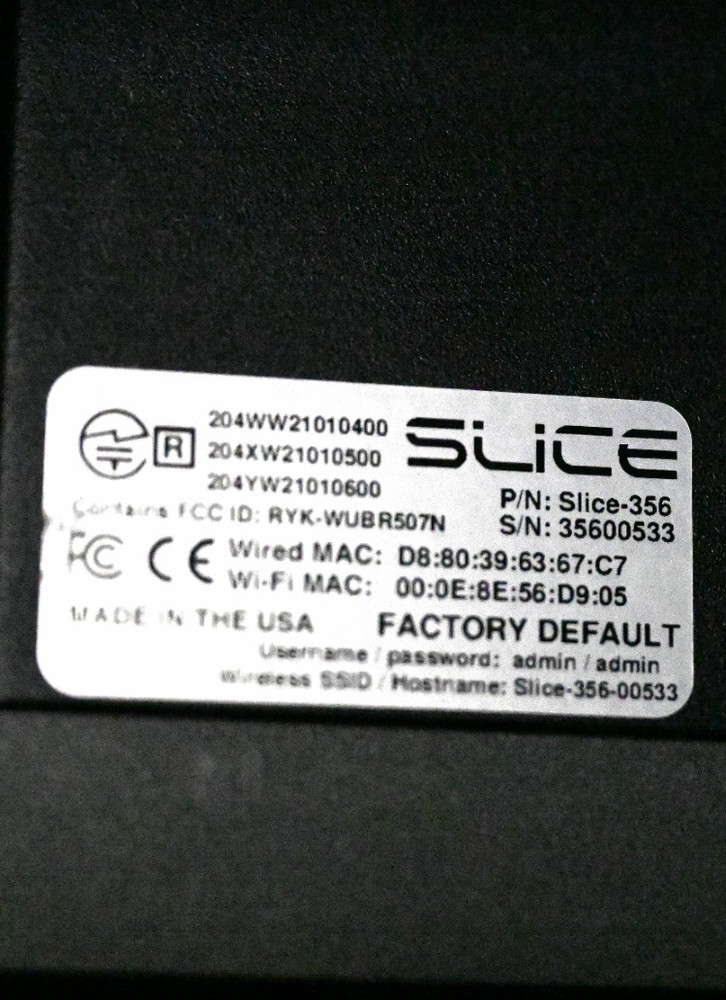 204WW21010400
R 204XW21010500
204YW21010600
SLiCE
P/N: Slice-356
S/N: 35600533
Contains FCC ID: RYK-WUBR507N
FC CE Wired MAC: D8:80:39:63:67:C7
Wi-Fi MAC: 00:0E:8E:56:D9:05
MADE IN THE USA FACTORY DEFAULT
Username / password: admin / admin
Wireless SSID / Hostname: Slice-356-00533